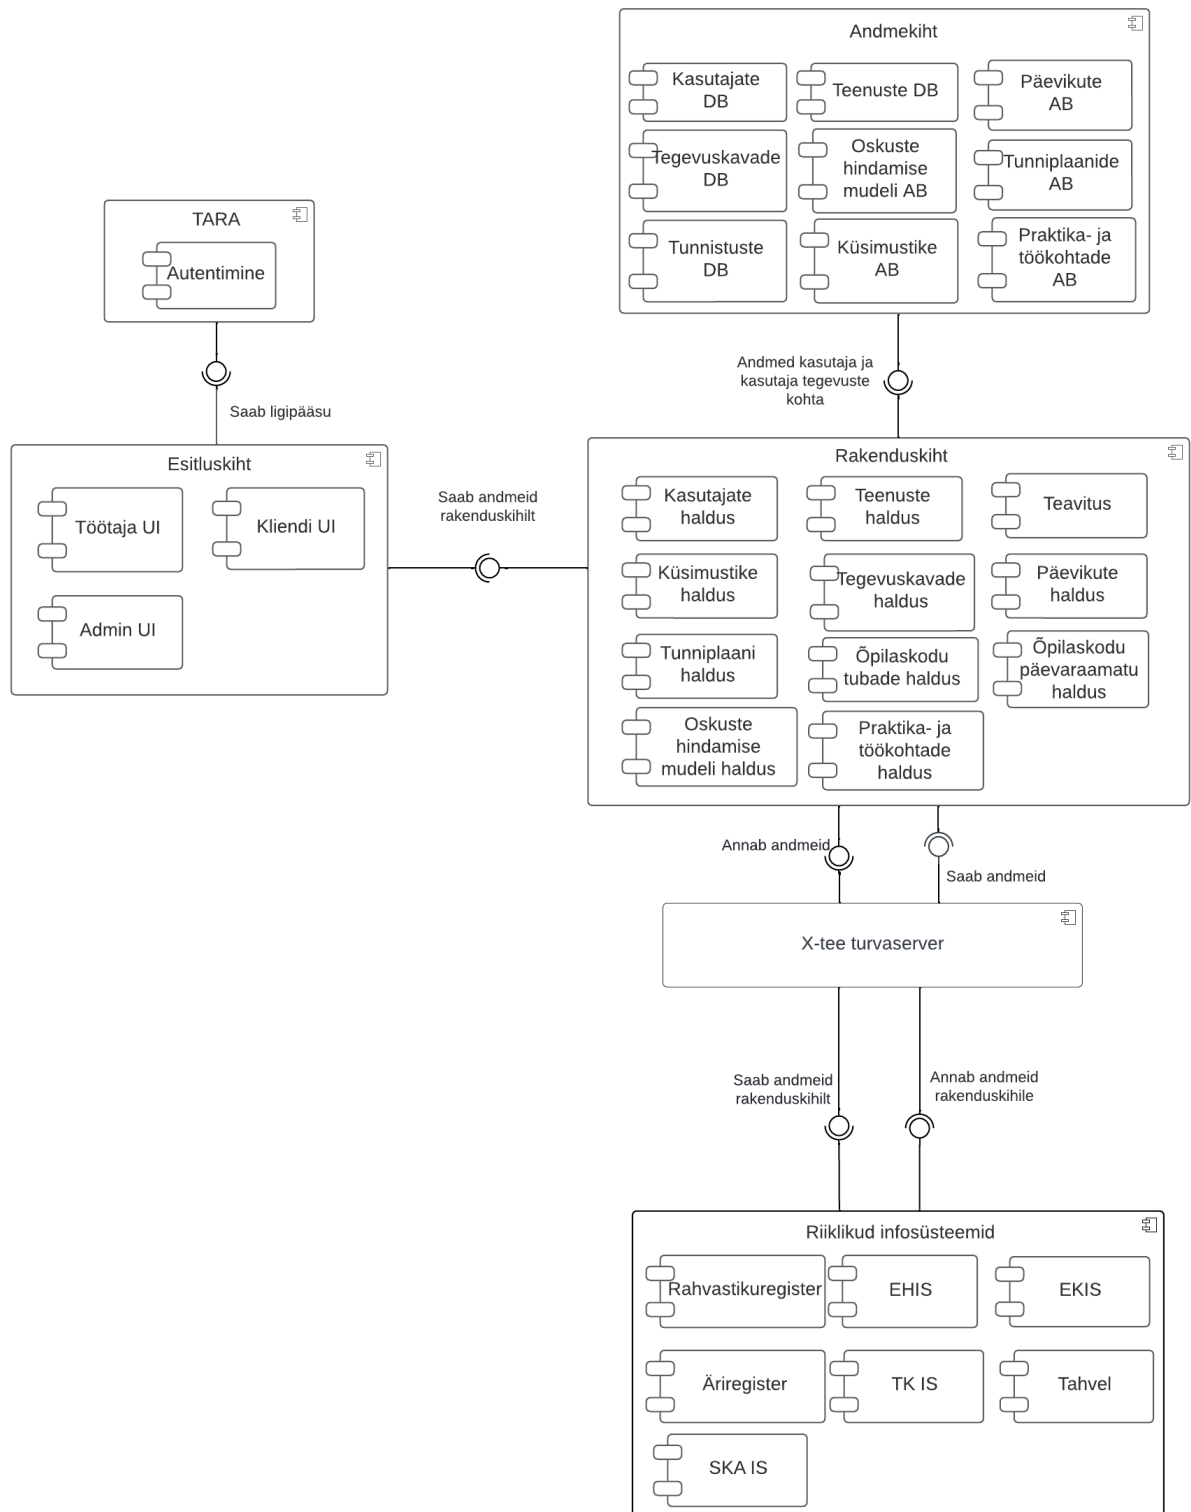 Andmekiht
Kasutajate
DB
Teenuste DB
Päevikute
AB
Tegevuskavade
DB
Oskuste
hindamise
mudeli AB
Tunniplaanide
AB
Tunnistuste
DB
Küsimustike
AB
Praktika- ja
töökohtade
AB
TARA
Autentimine
Saab ligipääsu
Andmed kasutaja ja
kasutaja tegevuste
kohta
Esitluskiht
Töötaja UI
Kliendi UI
Admin UI
Saab andmeid
rakenduskihilt
Rakenduskiht
Kasutajate
haldus
Teenuste
haldus
Teavitus
Küsimustike
haldus
Tegevuskavade
haldus
Päevikute
haldus
Tunniplaani
haldus
Õpilaskodu
tubade haldus
Õpilaskodu
päevaraamatu
haldus
Oskuste
hindamise
mudeli haldus
Praktika- ja
töökohtade
haldus
Annab andmeid
Saab andmeid
X-tee turvaserver
Saab andmeid
rakenduskihilt
Annab andmeid
rakenduskihile
Riiklikud infosüsteemid
Rahvastikuregister
EHIS
EKIS
Äriregister
TK IS
Tahvel
SKA IS